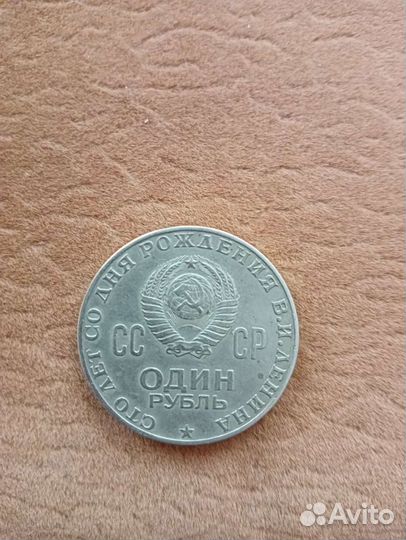 СТО ЛЕТ СО ДНЯ РОЖДЕНИЯ В.И.ЛЕНИНА
СС СР
ОДИН
РУБЛЬ
Avito